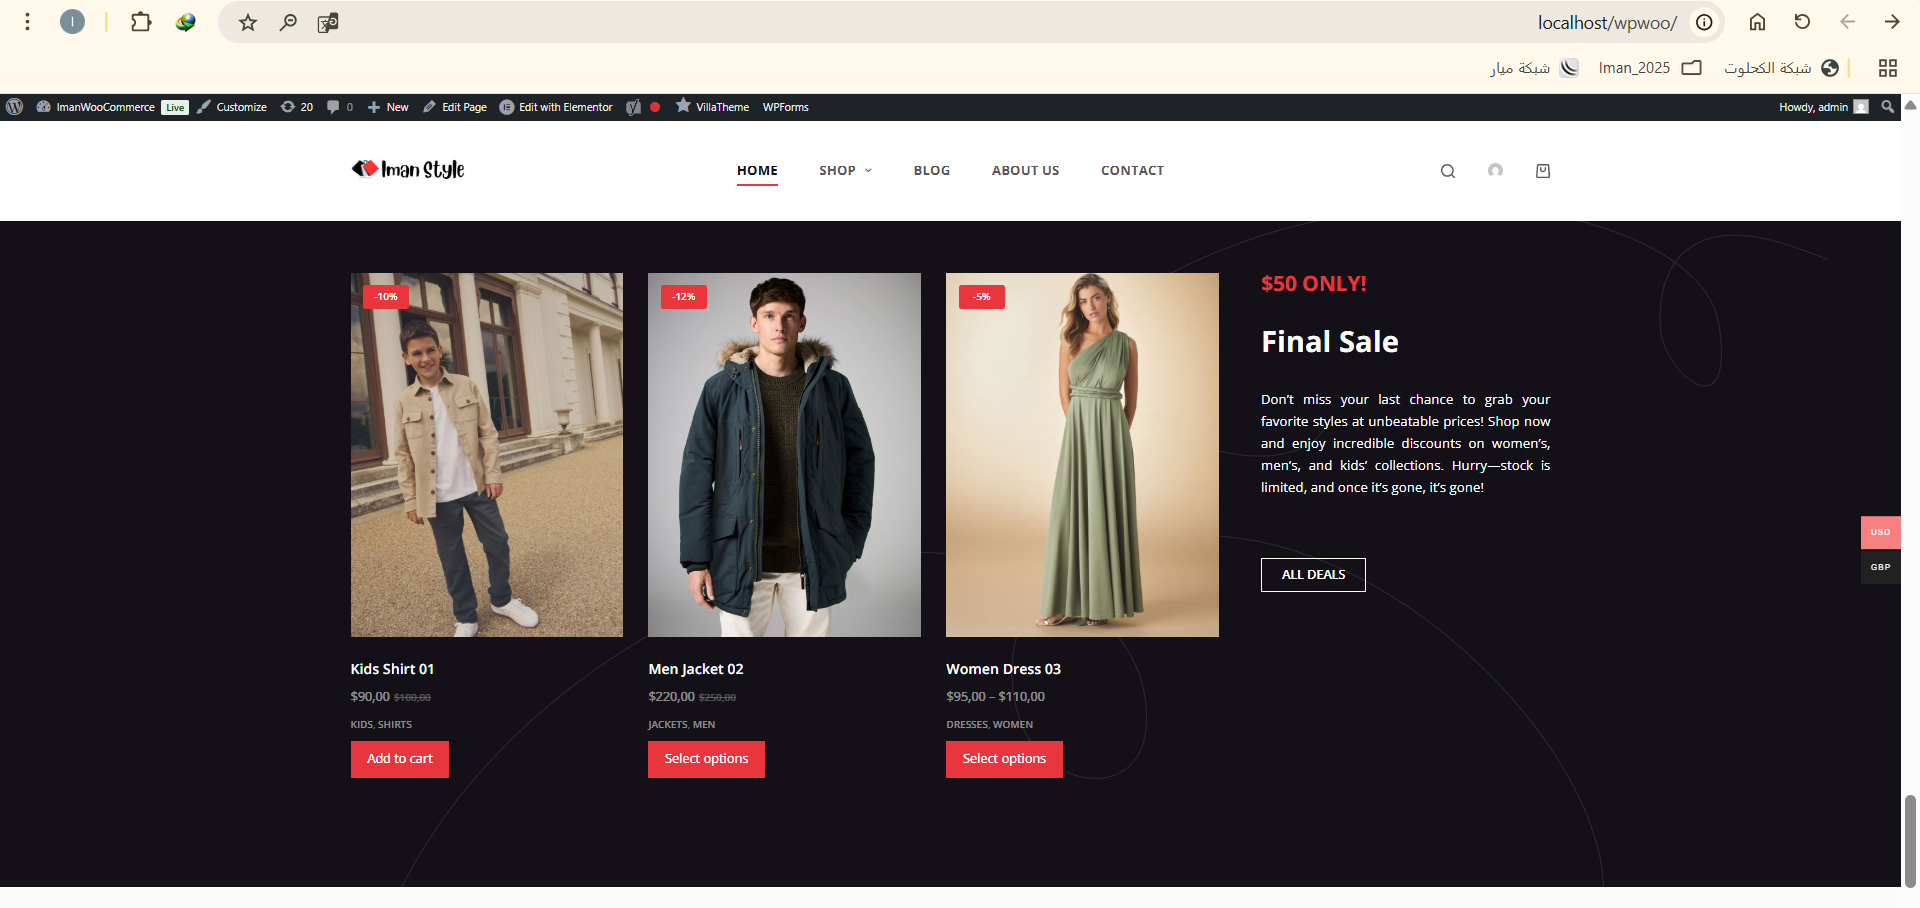 localhost/wpwoo/
شبكة الكحلوت
Iman_2025
شبكة ميار
ImanWooCommerce Live Customize 20 0 New Edit Page Edit with Elementor VillaTheme WPForms Howdy, admin
Iman Style
HOME SHOP BLOG ABOUT US CONTACT
-10%
-12%
-5%
$50 ONLY!
Final Sale
Don’t miss your last chance to grab your
favorite styles at unbeatable prices! Shop now
and enjoy incredible discounts on women’s,
men’s, and kids’ collections. Hurry—stock is
limited, and once it’s gone, it’s gone!
ALL DEALS
USD
GBP
Kids Shirt 01
$90,00 $100,00
KIDS, SHIRTS
Add to cart
Men Jacket 02
$220,00 $250,00
JACKETS, MEN
Select options
Women Dress 03
$95,00 – $110,00
DRESSES, WOMEN
Select options